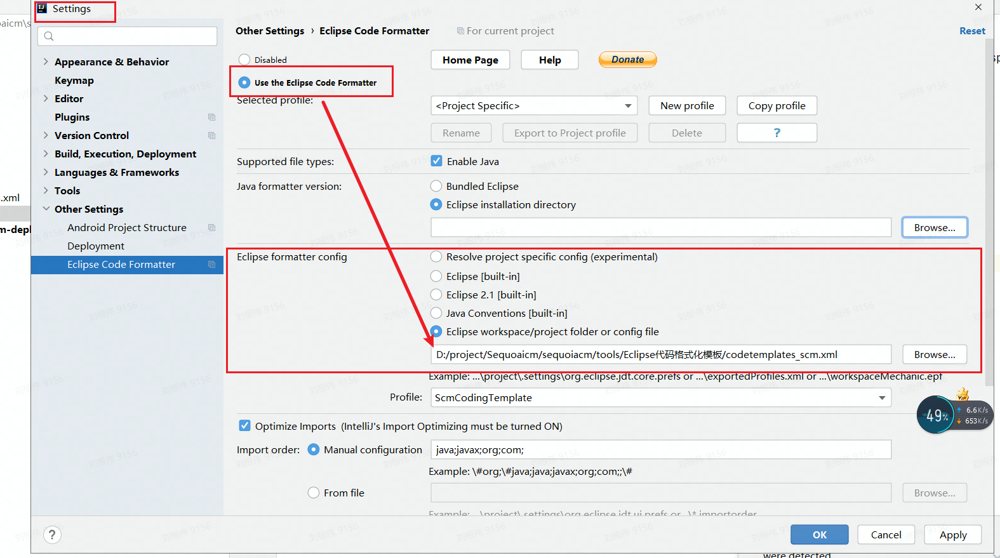 Settings
aicm\s
Other Settings › Eclipse Code Formatter
For current project
Reset
Appearance & Behavior
Keymap
Editor
Plugins
Version Control
Build, Execution, Deployment
Languages & Frameworks
Tools
Other Settings
Android Project Structure
Deployment
Eclipse Code Formatter
.xml
m-depl
Disabled
Home Page
Help
Donate
Use the Eclipse Code Formatter
Selected profile:
<Project Specific>
New profile
Copy profile
Rename
Export to Project profile
Delete
?
Supported file types:
Enable Java
Java formatter version:
Bundled Eclipse
Eclipse installation directory
Browse...
Eclipse formatter config
Resolve project specific config (experimental)
Eclipse [built-in]
Eclipse 2.1 [built-in]
Java Conventions [built-in]
Eclipse workspace/project folder or config file
D:/project/Sequoaicm/sequoiacm/tools/Eclipse代码格式化模板/codetemplates_scm.xml
Browse...
Example: ...\project\.settings\org.eclipse.jdt.core.prefs or ...\exportedProfiles.xml or ...\workspaceMechanic.epf
Profile:
ScmCodingTemplate
VIP
49%
6.6K/s
653K/s
Optimize Imports (IntelliJ's Import Optimizing must be turned ON)
Import order:
Manual configuration
java;javax;org;com;
Example: \#org;\#java;java;javax;org;com;;\#
From file
Browse...
Example: ...\project\.settings\org.eclipse.jdt.ui.prefs or ...\*.importorder
?
OK
Cancel
Apply
were detected